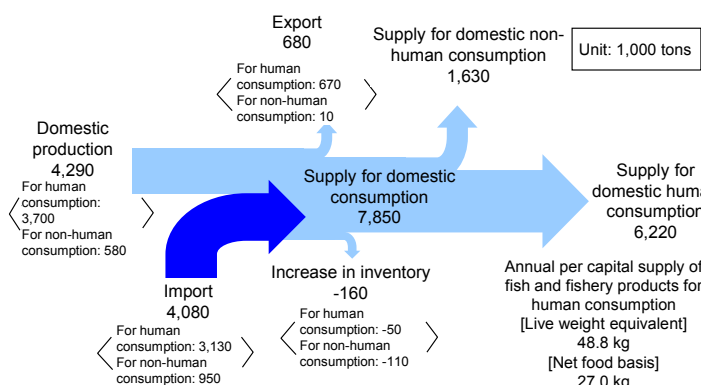 Export
680
For human
consumption: 670
For non-human
consumption: 10
Supply for domestic non-
human consumption
1,630
Unit: 1,000 tons
Domestic
production
4,290
For human
consumption:
3,700
For non-human
consumption: 580
Supply for domestic
consumption
7,850
Supply for
domestic huma
consumption
6,220
Import
4,080
For human
consumption: 3,130
For non-human
consumption: 950
Increase in inventory
-160
For human
consumption: -50
For non-human
consumption: -110
Annual per capital supply of
fish and fishery products for
human consumption
[Live weight equivalent]
48.8 kg
[Net food basis]
27.0 kg